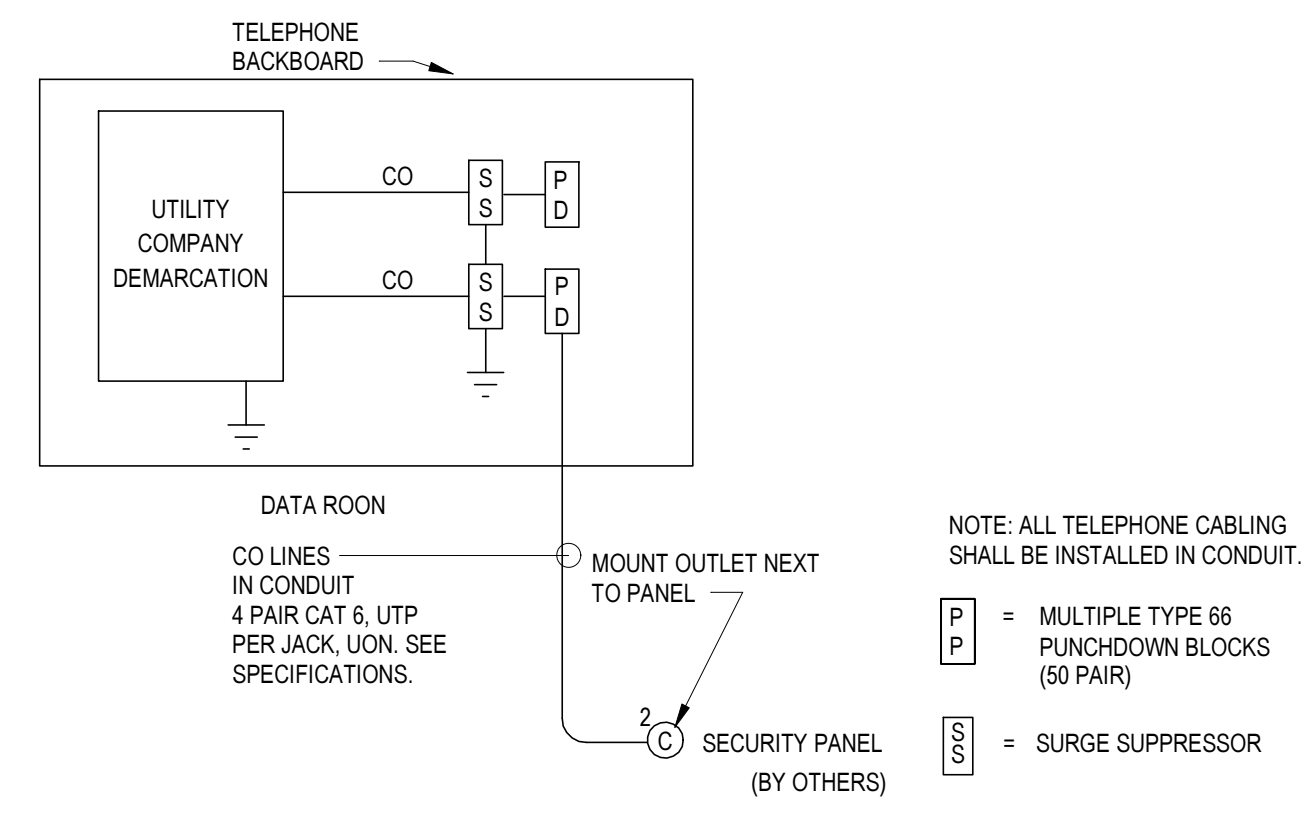 TELEPHONE
BACKBOARD
UTILITY
COMPANY
DEMARCATION
CO
S
S
P
D
CO
S
S
P
D
DATA ROON
CO LINES
IN CONDUIT
4 PAIR CAT 6, UTP
PER JACK, UON. SEE
SPECIFICATIONS.
MOUNT OUTLET NEXT
TO PANEL
2
C
SECURITY PANEL
(BY OTHERS)
NOTE: ALL TELEPHONE CABLING
SHALL BE INSTALLED IN CONDUIT.
P
P
= MULTIPLE TYPE 66
PUNCHDOWN BLOCKS
(50 PAIR)
S
S
= SURGE SUPPRESSOR